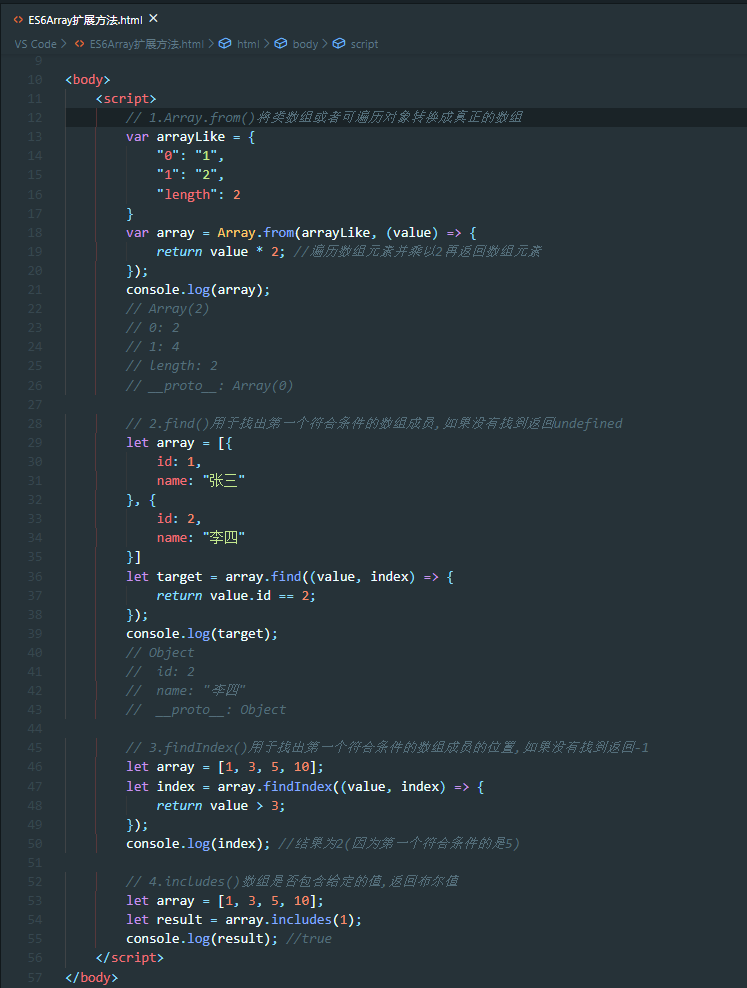 ES6Array扩展方法.html ×
VS Code > ES6Array扩展方法.html > html > body > script
9
10 <body>
11 <script>
12 // 1.Array.from()将类数组或者可遍历对象转换成真正的数组
13 var arrayLike = {
14 "0": "1",
15 "1": "2",
16 "length": 2
17 }
18 var array = Array.from(arrayLike, (value) => {
19 return value * 2; //遍历数组元素并乘以2再返回数组元素
20 });
21 console.log(array);
22 // Array(2)
23 // 0: 2
24 // 1: 4
25 // length: 2
26 // __proto__: Array(0)
27
28 // 2.find()用于找出第一个符合条件的数组成员,如果没有找到返回undefined
29 let array = [{
30 id: 1,
31 name: "张三"
32 }, {
33 id: 2,
34 name: "李四"
35 }]
36 let target = array.find((value, index) => {
37 return value.id == 2;
38 });
39 console.log(target);
40 // Object
41 //  id: 2
42 //  name: "李四"
43 //  __proto__: Object
44
45 // 3.findIndex()用于找出第一个符合条件的数组成员的位置,如果没有找到返回-1
46 let array = [1, 3, 5, 10];
47 let index = array.findIndex((value, index) => {
48 return value > 3;
49 });
50 console.log(index); //结果为2(因为第一个符合条件的是5)
51
52 // 4.includes()数组是否包含给定的值,返回布尔值
53 let array = [1, 3, 5, 10];
54 let result = array.includes(1);
55 console.log(result); //true
56 </script>
57 </body>